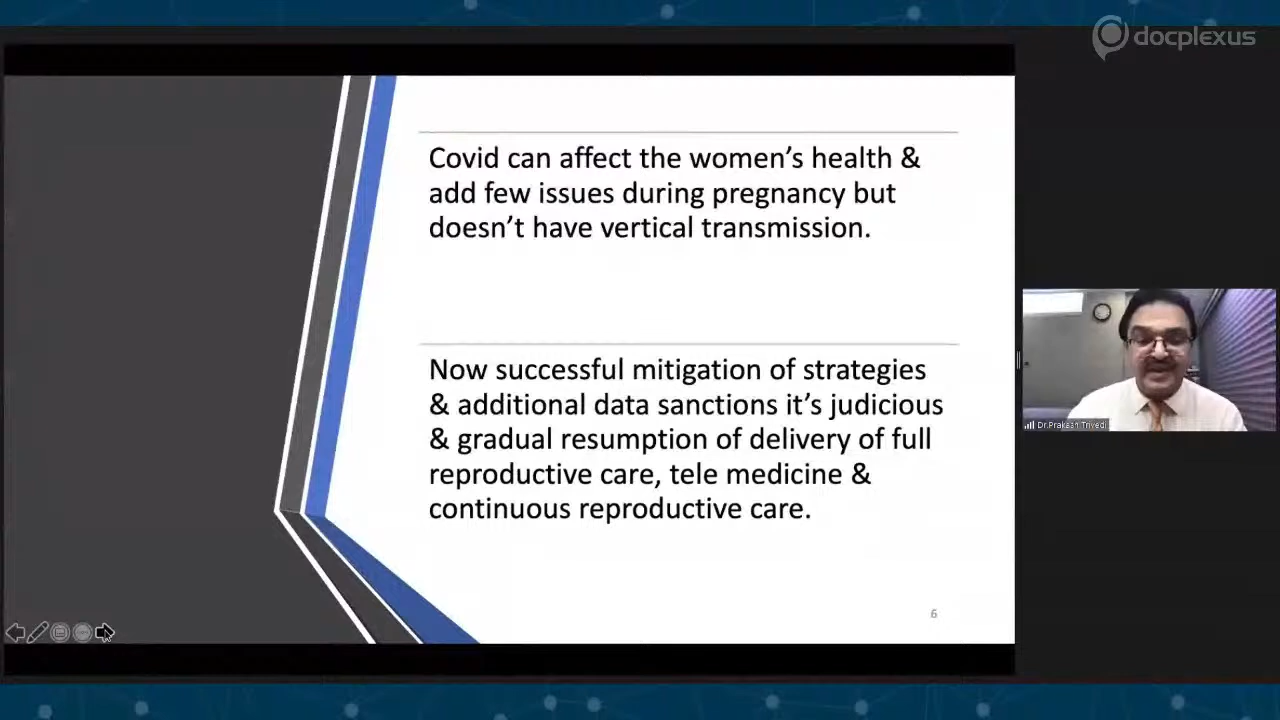 docplexus
Covid can affect the women's health &
add few issues during pregnancy but
doesn't have vertical transmission.
Now successful mitigation of strategies
& additional data sanctions it's judicious
& gradual resumption of delivery of full
reproductive care, tele medicine &
continuous reproductive care.
Dr.Prakash Trivedi
6